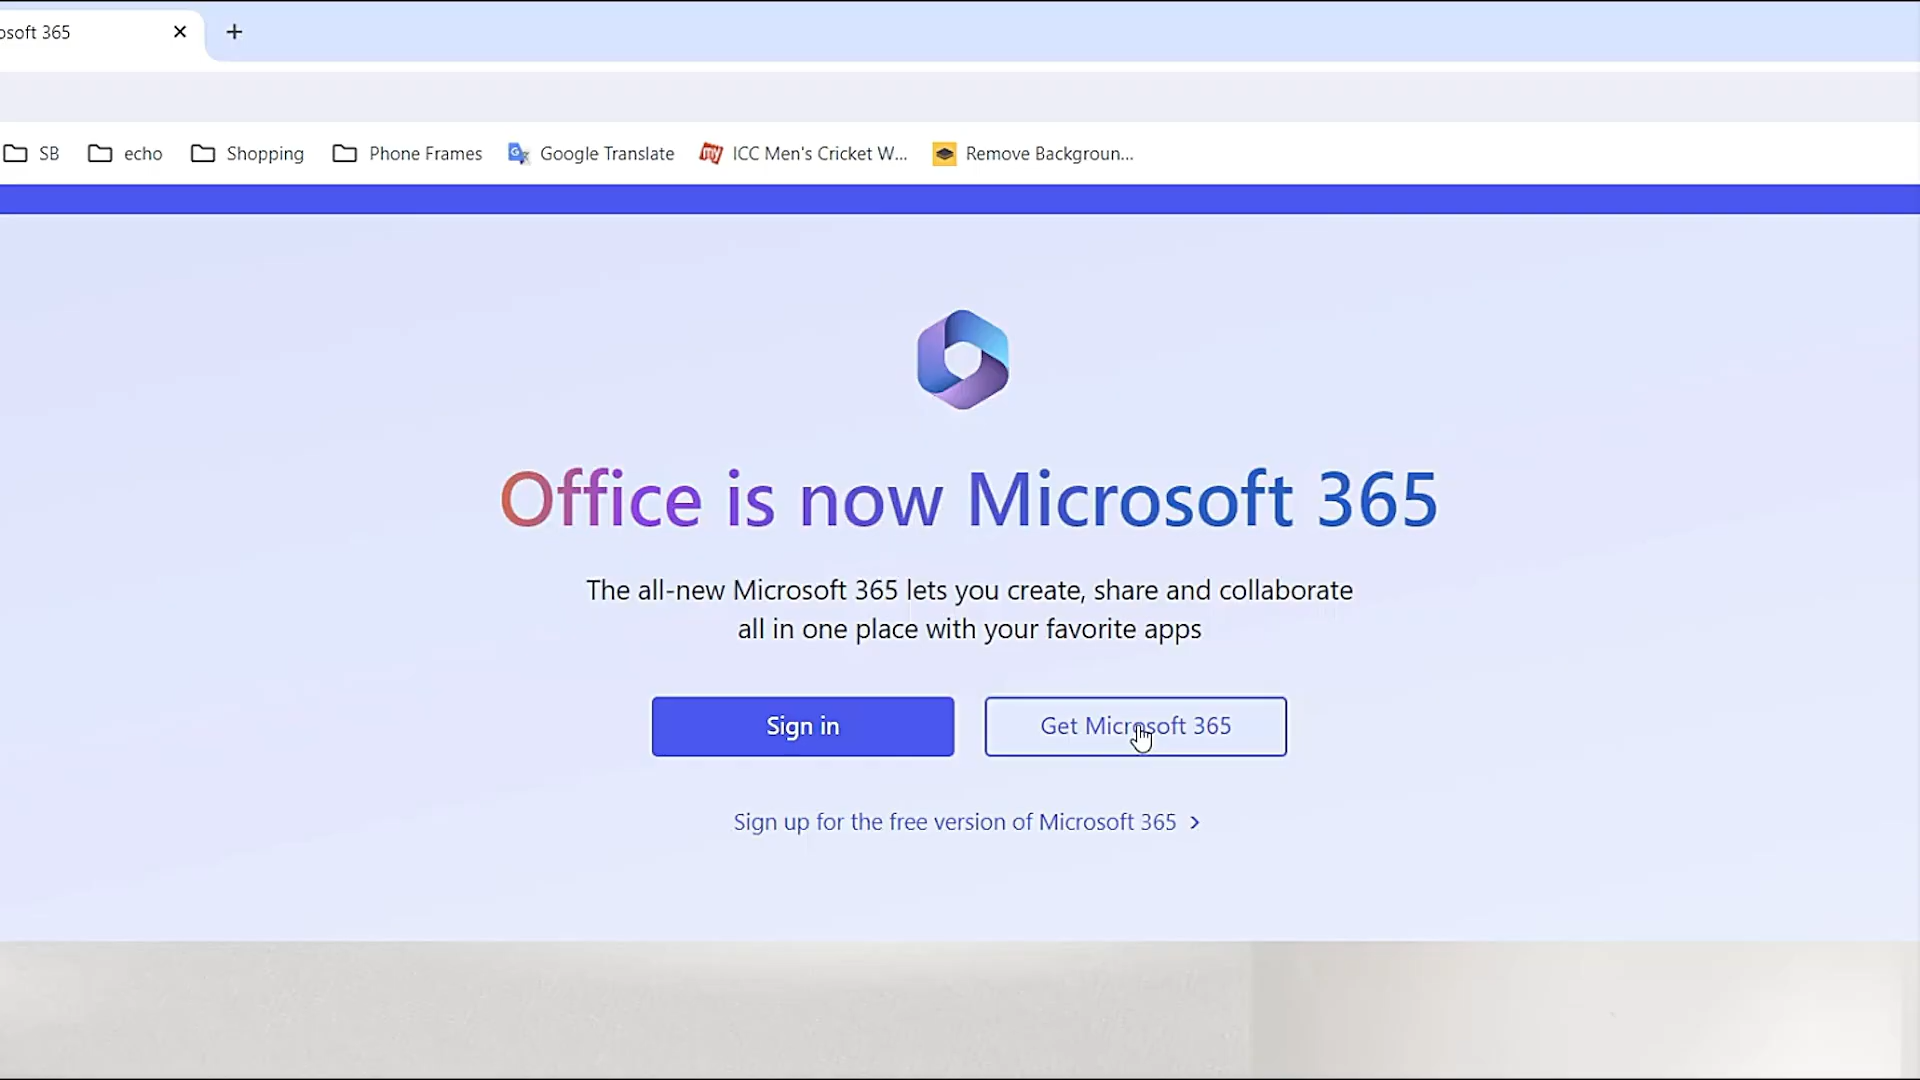 osoft 365
SB echo Shopping Phone Frames Google Translate my ICC Men's Cricket W... Remove Backgroun...
Office is now Microsoft 365
The all-new Microsoft 365 lets you create, share and collaborate
all in one place with your favorite apps
Sign in Get Microsoft 365
Sign up for the free version of Microsoft 365 >